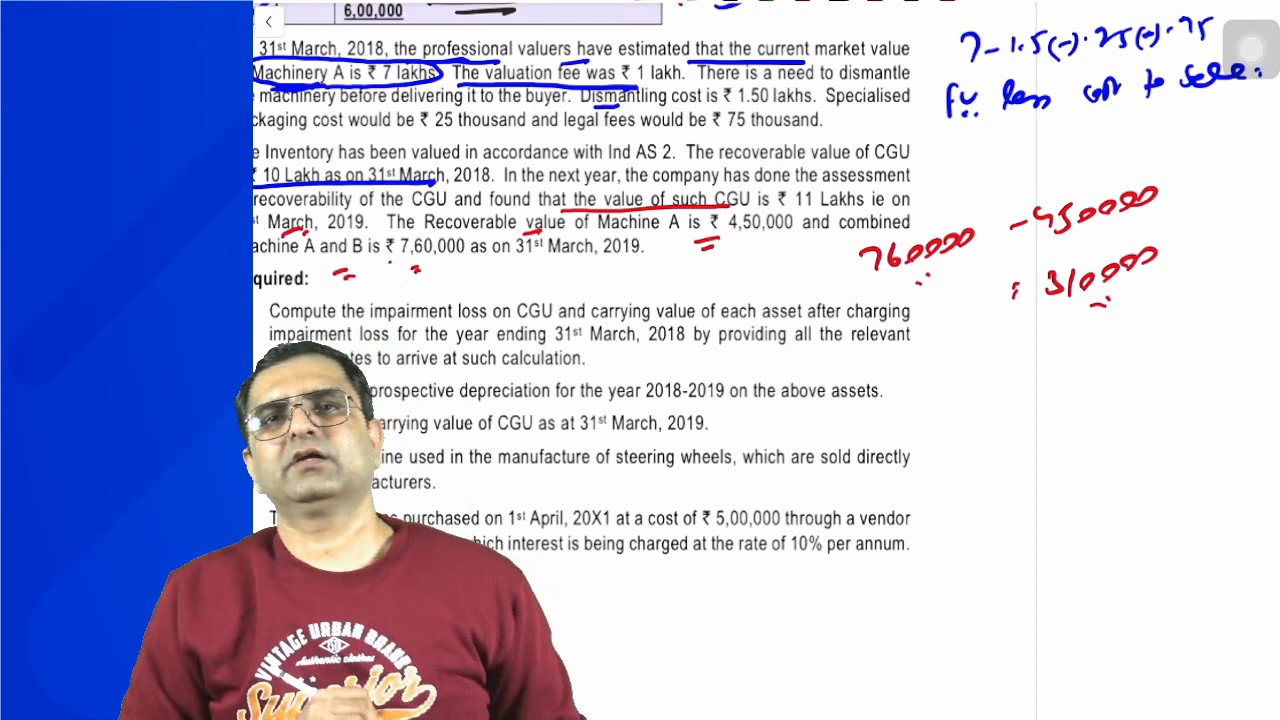 6,00,000
31st March, 2018, the professional valuers have estimated that the current market value
Machinery A is ₹ 7 lakhs. The valuation fee was ₹ 1 lakh. There is a need to dismantle
machinery before delivering it to the buyer. Dismantling cost is ₹ 1.50 lakhs. Specialised
ckaging cost would be ₹ 25 thousand and legal fees would be ₹ 75 thousand.
e Inventory has been valued in accordance with Ind AS 2. The recoverable value of CGU
₹ 10 Lakh as on 31st March, 2018. In the next year, the company has done the assessment
recoverability of the CGU and found that the value of such CGU is ₹ 11 Lakhs ie on
st March, 2019. The Recoverable value of Machine A is ₹ 4,50,000 and combined
achine A and B is ₹ 7,60,000 as on 31st March, 2019.
quired:
Compute the impairment loss on CGU and carrying value of each asset after charging
impairment loss for the year ending 31st March, 2018 by providing all the relevant
tes to arrive at such calculation.
prospective depreciation for the year 2018-2019 on the above assets.
arrying value of CGU as at 31st March, 2019.
ine used in the manufacture of steering wheels, which are sold directly
acturers.
purchased on 1st April, 20X1 at a cost of ₹ 5,00,000 through a vendor
hich interest is being charged at the rate of 10% per annum.
7-1.5(-).25(-).75
FV less cost to sell.
760000 - 450000
= 310000
VINTAGE URBAN BRAND
Authentic clothes
Superior